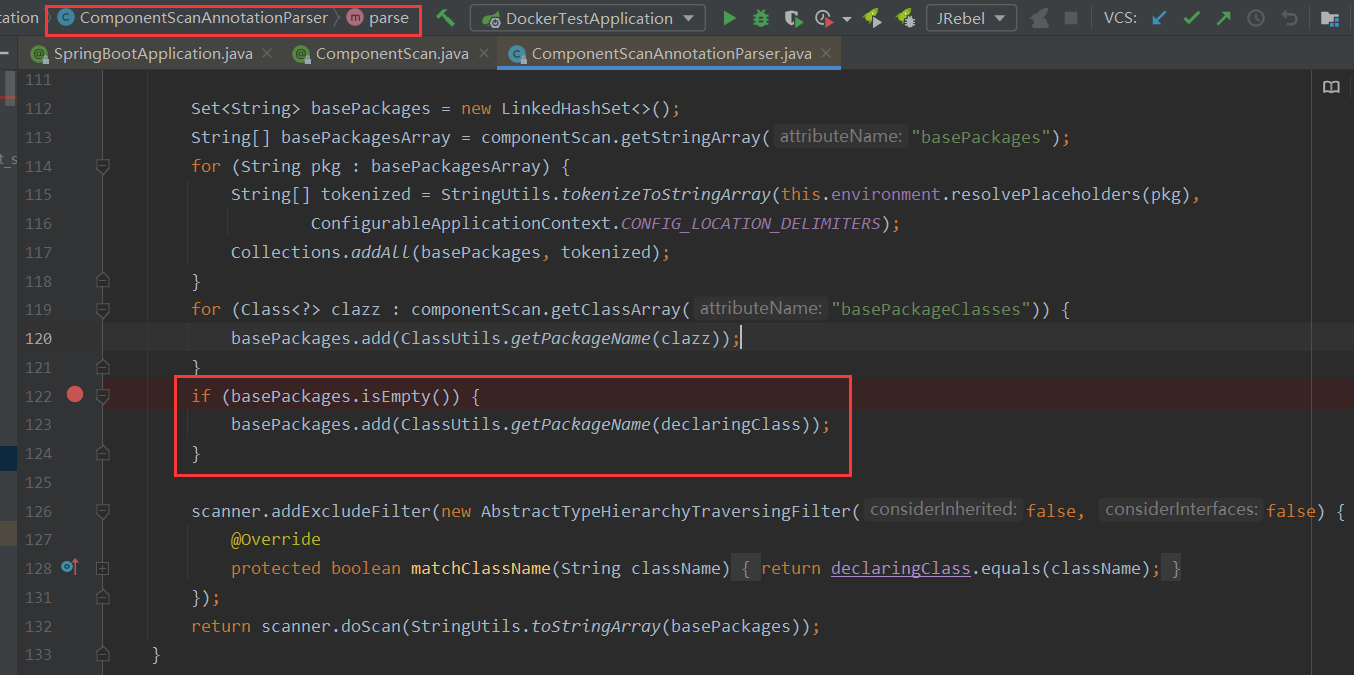 tation ComponentScanAnnotationParser parse DockerTestApplication JRebel VCS:
SpringBootApplication.java ComponentScan.java ComponentScanAnnotationParser.java
111
112 Set<String> basePackages = new LinkedHashSet<>();
113 String[] basePackagesArray = componentScan.getStringArray( attributeName: "basePackages");
t_s 114 for (String pkg : basePackagesArray) {
115 String[] tokenized = StringUtils.tokenizeToStringArray(this.environment.resolvePlaceholders(pkg),
116 ConfigurableApplicationContext.CONFIG_LOCATION_DELIMITERS);
117 Collections.addAll(basePackages, tokenized);
118 }
119 for (Class<?> clazz : componentScan.getClassArray( attributeName: "basePackageClasses")) {
120 basePackages.add(ClassUtils.getPackageName(clazz));
121 }
122 if (basePackages.isEmpty()) {
123 basePackages.add(ClassUtils.getPackageName(declaringClass));
124 }
125
126 scanner.addExcludeFilter(new AbstractTypeHierarchyTraversingFilter( considerInherited: false, considerInterfaces: false) {
127 @Override
128 protected boolean matchClassName(String className) { return declaringClass.equals(className); }
131 });
132 return scanner.doScan(StringUtils.toStringArray(basePackages));
133 }